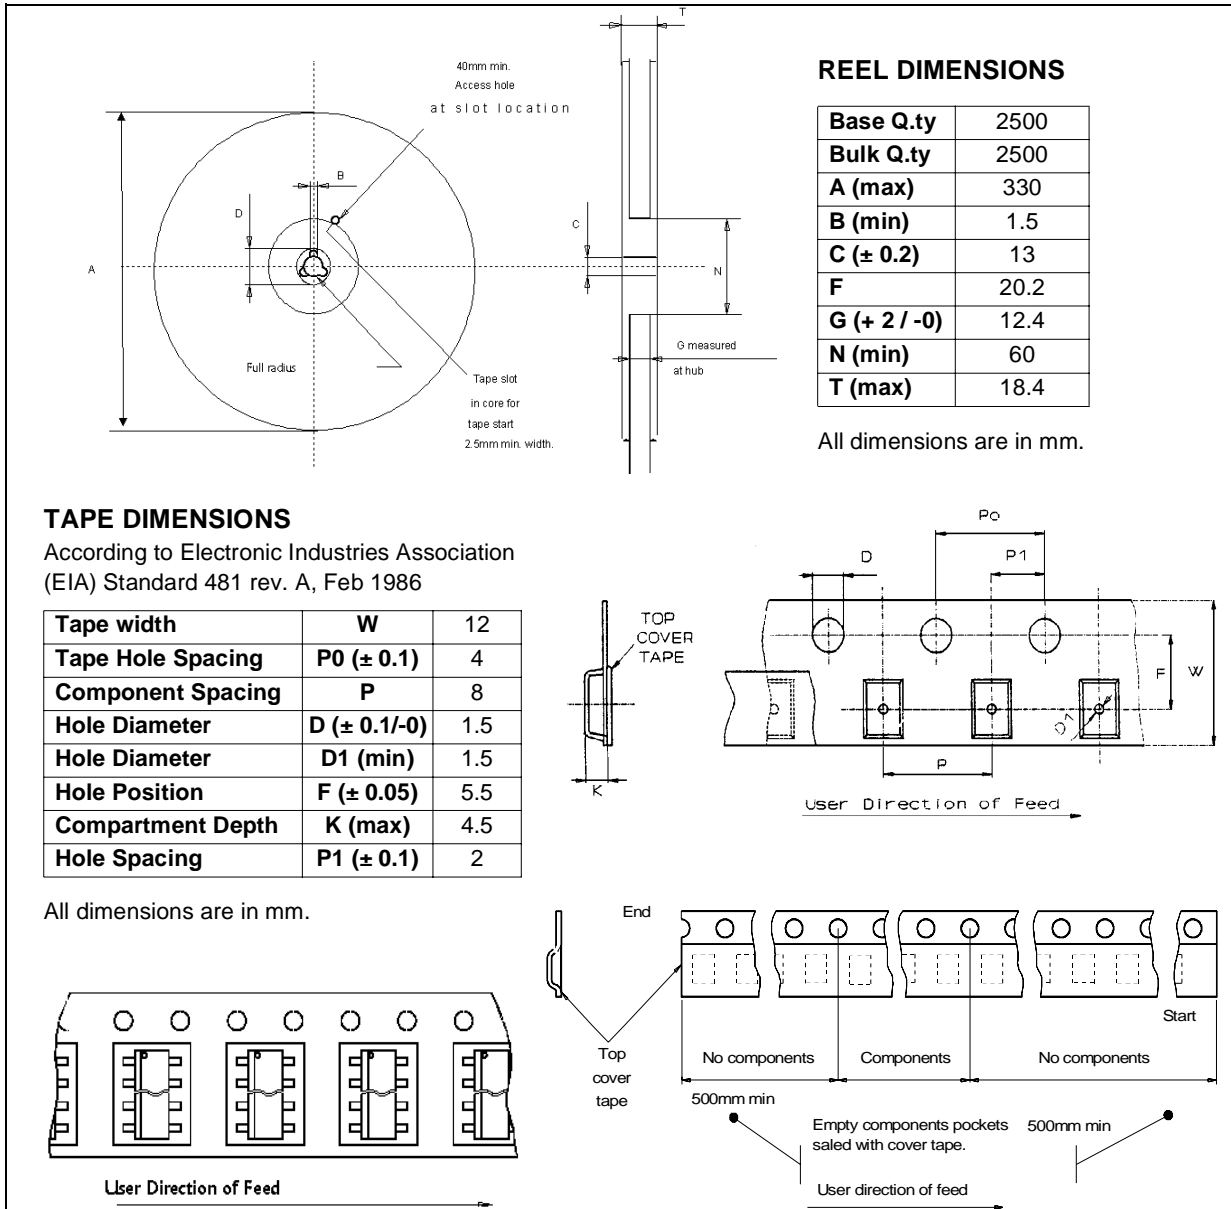 T
40mm min.
Access hole
at slot location
B
D
C
A
N
G measured
at hub
Full radius
Tape slot
in core for
tape start
2.5mm min. width.
REEL DIMENSIONS
Base Q.ty 2500
Bulk Q.ty 2500
A (max) 330
B (min) 1.5
C (± 0.2) 13
F 20.2
G (+ 2 / -0) 12.4
N (min) 60
T (max) 18.4
All dimensions are in mm.
TAPE DIMENSIONS
According to Electronic Industries Association
(EIA) Standard 481 rev. A, Feb 1986
Tape width W 12
Tape Hole Spacing P0 (± 0.1) 4
Component Spacing P 8
Hole Diameter D (± 0.1/-0) 1.5
Hole Diameter D1 (min) 1.5
Hole Position F (± 0.05) 5.5
Compartment Depth K (max) 4.5
Hole Spacing P1 (± 0.1) 2
All dimensions are in mm.
Po
D
P1
TOP
COVER
TAPE
F
W
D1
K
P
User Direction of Feed
End
Start
Top
cover
tape
No components
Components
No components
500mm min
Empty components pockets
saled with cover tape.
500mm min
User direction of feed
User Direction of Feed